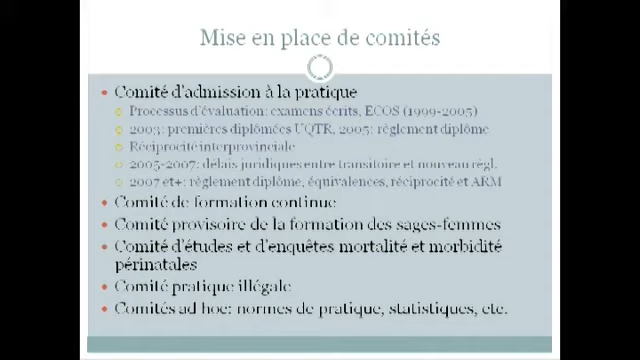 Mise en place de comités
Comité d'admission à la pratique
Processus d'évaluation: examens écrits, ECOS (1999-2005)
2003: premières diplômées UQTR, 2005: règlement diplôme
Réciprocité interprovinciale
2005-2007: délais juridiques entre transitoire et nouveau règl.
2007 et+: règlement diplôme, équivalences, réciprocité et ARM
Comité de formation continue
Comité provisoire de la formation des sages-femmes
Comité d'études et d'enquêtes mortalité et morbidité
périnatales
Comité pratique illégale
Comités ad hoc: normes de pratique, statistiques, etc.